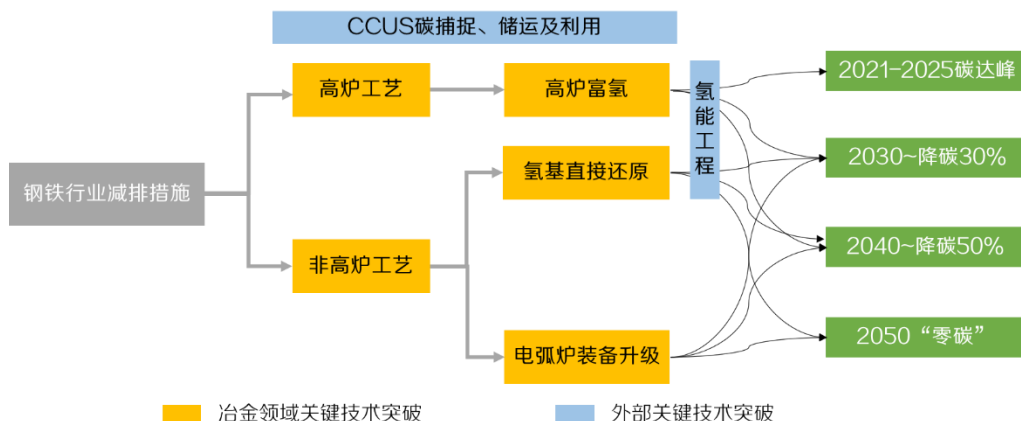 CCUS碳捕捉、储运及利用
钢铁行业减排措施
高炉工艺
非高炉工艺
高炉富氢
氢基直接还原
电弧炉装备升级
氢能工程
2021-2025碳达峰
2030~降碳30%
2040~降碳50%
2050“零碳”
冶金领域关键技术突破
外部关键技术突破